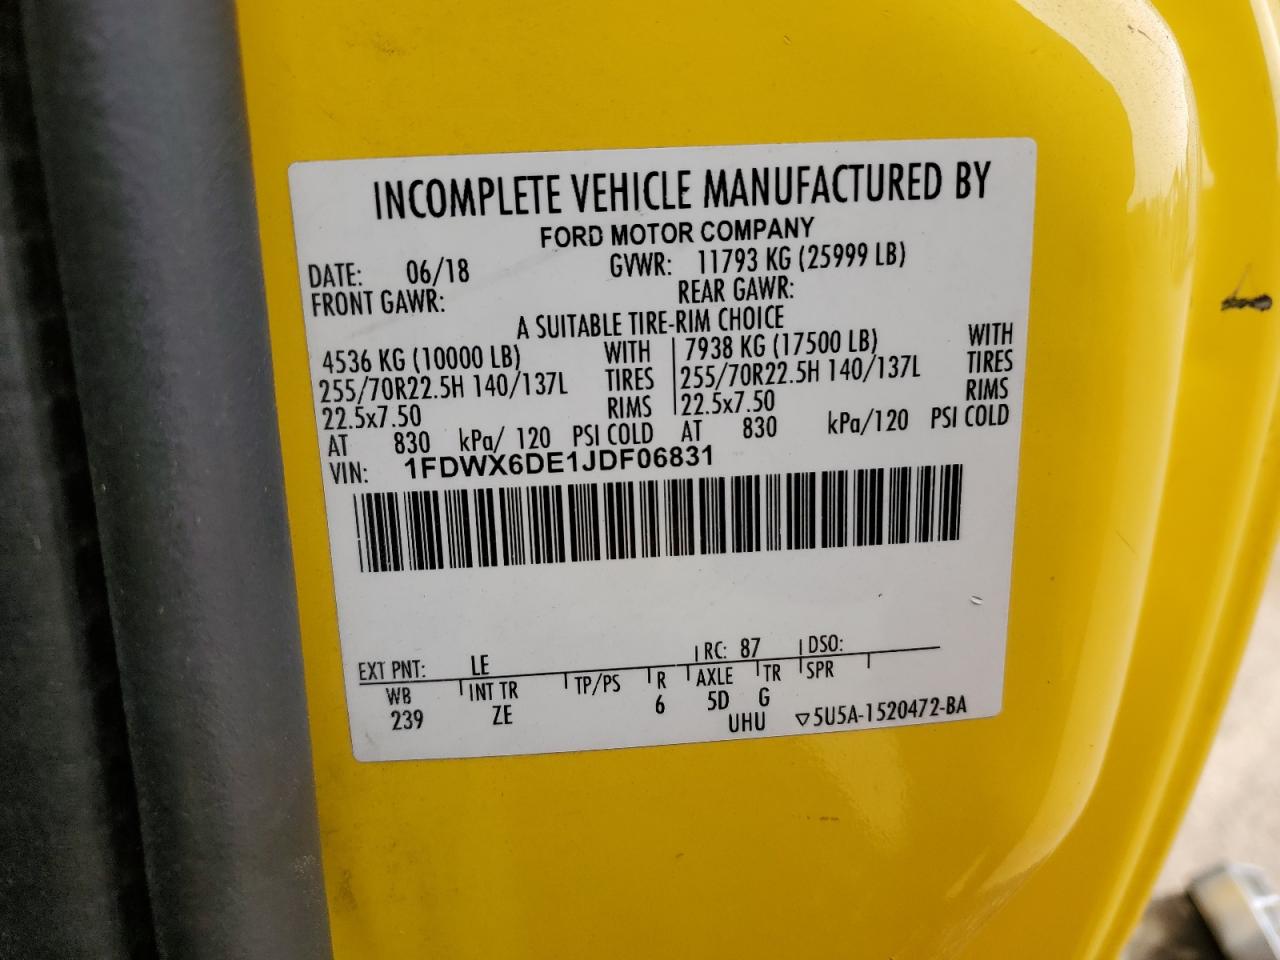 INCOMPLETE VEHICLE MANUFACTURED BY
FORD MOTOR COMPANY
DATE: 06/18 GVWR: 11793 KG (25999 LB)
FRONT GAWR: REAR GAWR:
A SUITABLE TIRE-RIM CHOICE
4536 KG (10000 LB) WITH 7938 KG (17500 LB) WITH
255/70R22.5H 140/137L TIRES 255/70R22.5H 140/137L TIRES
22.5x7.50 RIMS 22.5x7.50 RIMS
AT 830 kPa/ 120 PSI COLD AT 830 kPa/120 PSI COLD
VIN: 1FDWX6DE1JDF06831
EXT PNT: LE RC: 87 DSO:
WB INT TR TP/PS R AXLE TR SPR
239 ZE 6 5D G
UHU ▽5U5A-1520472-BA